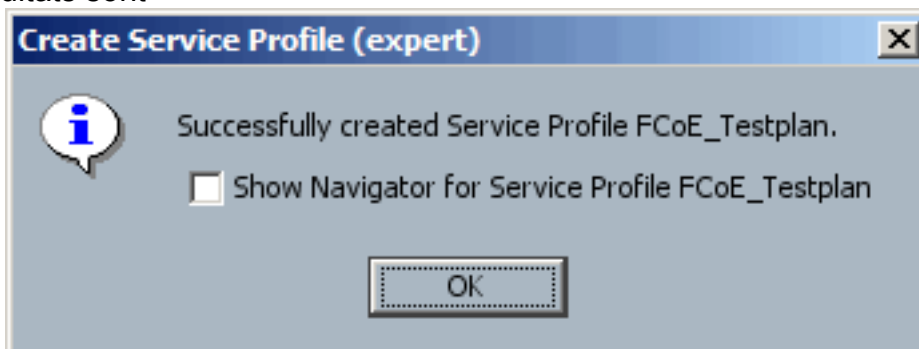 Create Service Profile (expert)
Successfully created Service Profile FCoE_Testplan.
Show Navigator for Service Profile FCoE_Testplan
OK